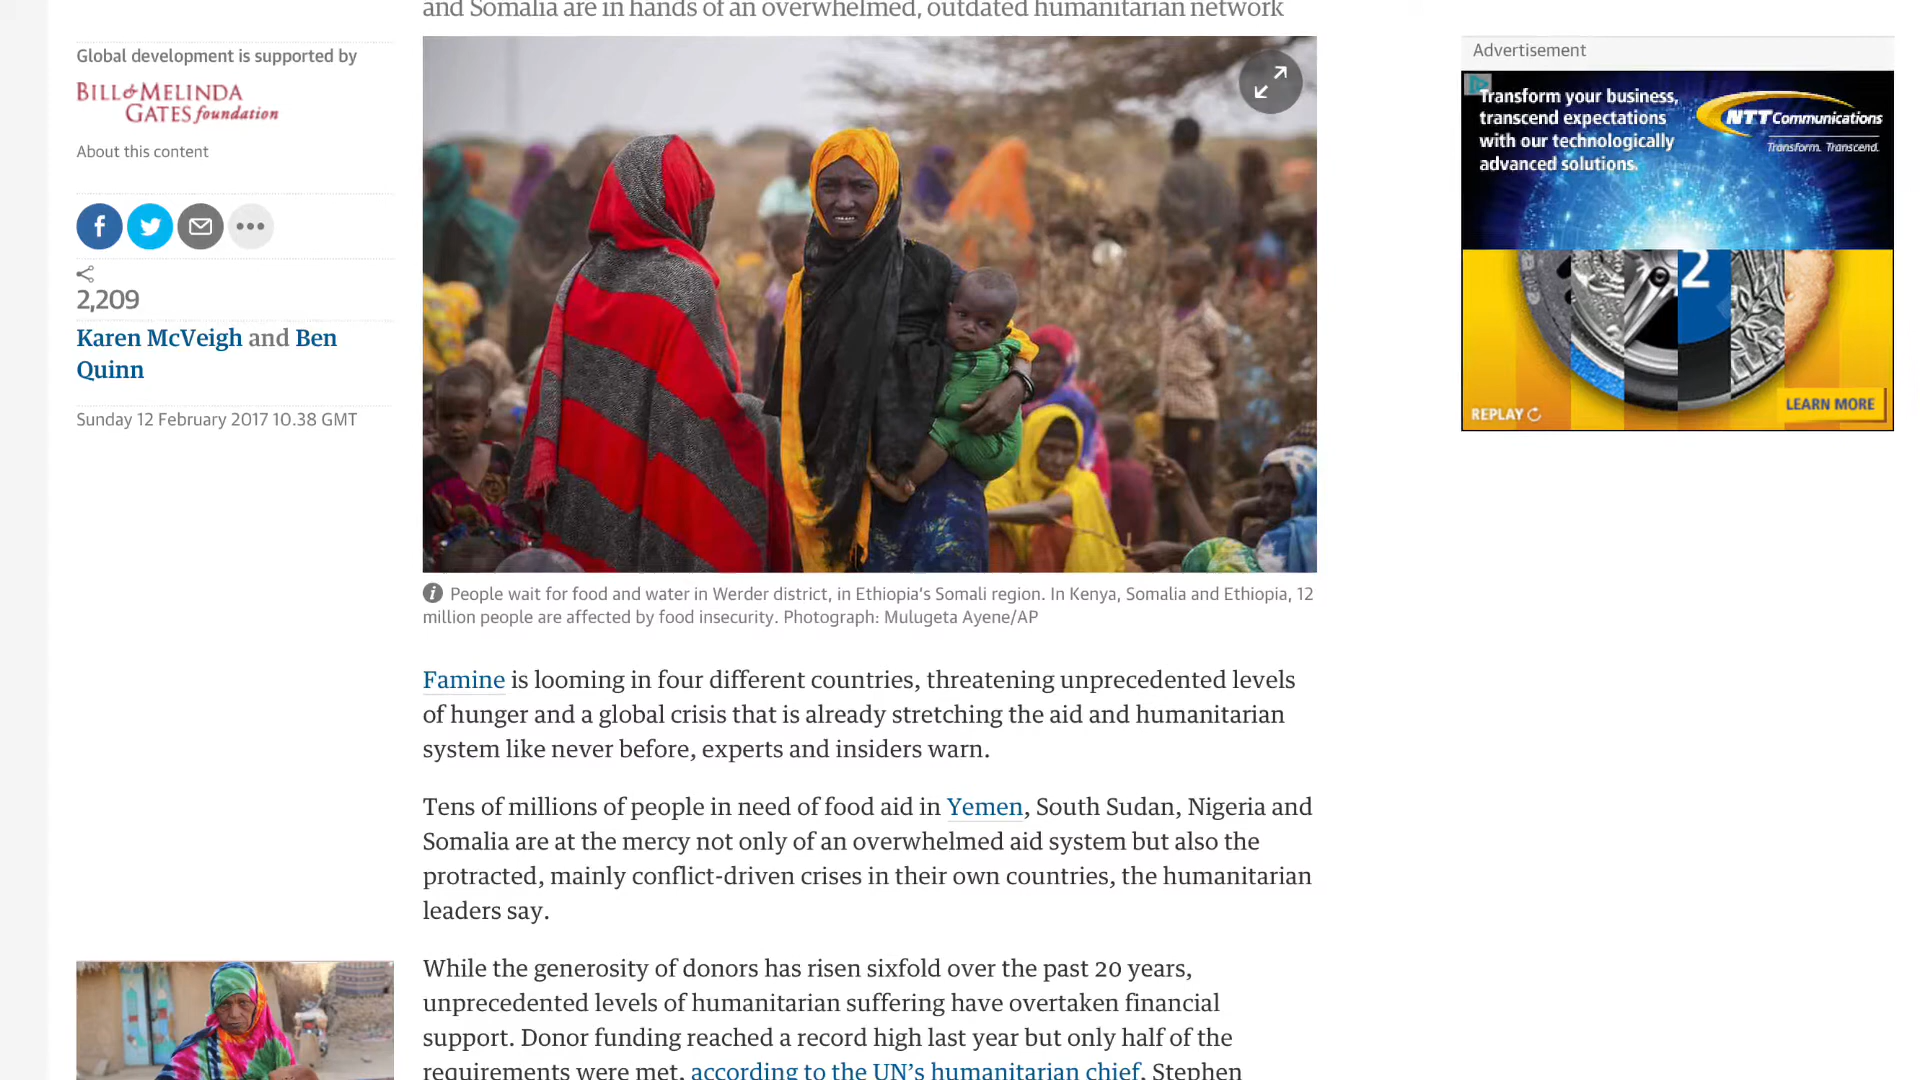 and Somalia are in hands of an overwhelmed, outdated humanitarian network
Global development is supported by
BILL & MELINDA
GATES foundation
About this content
2,209
Karen McVeigh and Ben
Quinn
Sunday 12 February 2017 10.38 GMT
People wait for food and water in Werder district, in Ethiopia's Somali region. In Kenya, Somalia and Ethiopia, 12
million people are affected by food insecurity. Photograph: Mulugeta Ayene/AP
Famine is looming in four different countries, threatening unprecedented levels
of hunger and a global crisis that is already stretching the aid and humanitarian
system like never before, experts and insiders warn.
Tens of millions of people in need of food aid in Yemen, South Sudan, Nigeria and
Somalia are at the mercy not only of an overwhelmed aid system but also the
protracted, mainly conflict-driven crises in their own countries, the humanitarian
leaders say.
While the generosity of donors has risen sixfold over the past 20 years,
unprecedented levels of humanitarian suffering have overtaken financial
support. Donor funding reached a record high last year but only half of the
requirements were met, according to the UN's humanitarian chief, Stephen
Advertisement
Transform your business,
transcend expectations
with our technologically
advanced solutions.
NTT Communications
Transform. Transcend.
2
LEARN MORE
REPLAY